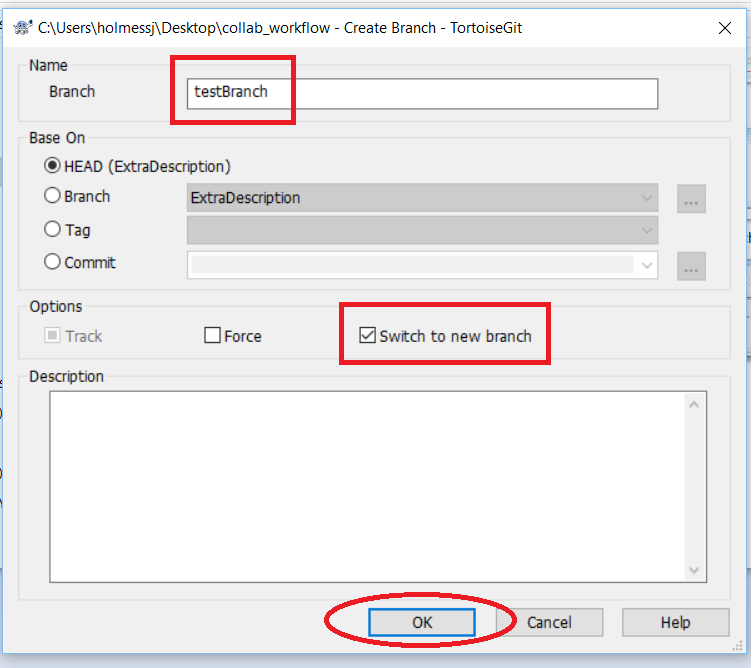 C:\Users\holmessj\Desktop\collab_workflow - Create Branch - TortoiseGit
Name
Branch testBranch
Base On
HEAD (ExtraDescription)
Branch ExtraDescription ...
Tag
Commit ...
Options
Track Force Switch to new branch
Description
OK Cancel Help